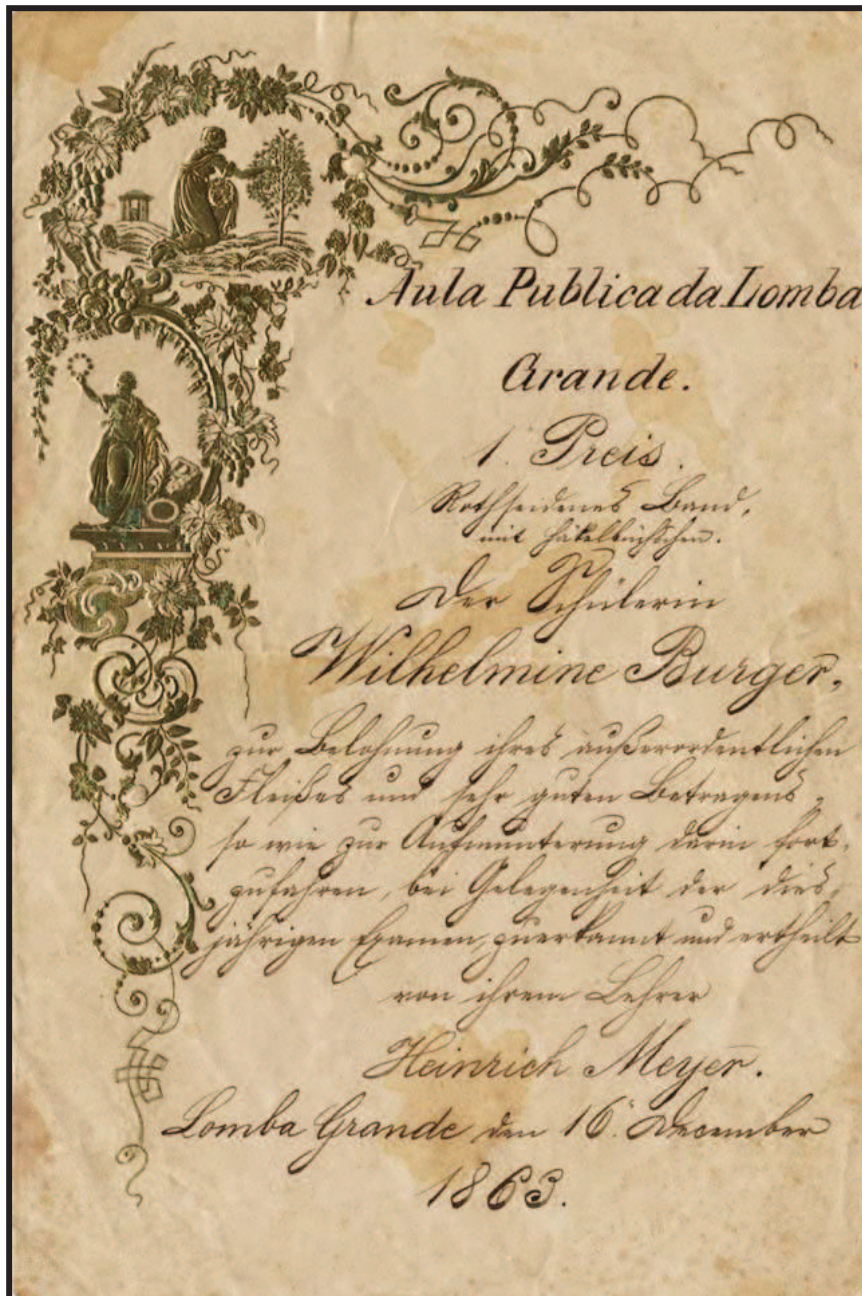 Aula Publica da Lomba
Grande.
1. Preis.
Rothseidenes Band,
mit Häkelbüchschen.
Der Schülerin
Wilhelmine Burger,
zur Belohnung ihres außerordentlichen
Fleißes und sehr guten Betragens,
so wie zur Aufmunterung darin fort-
zufahren, bei Gelegenheit der dies-
jährigen Examen, zuerkannt und ertheilt
von ihrem Lehrer
Heinrich Meyer.
Lomba Grande den 16. December
1863.